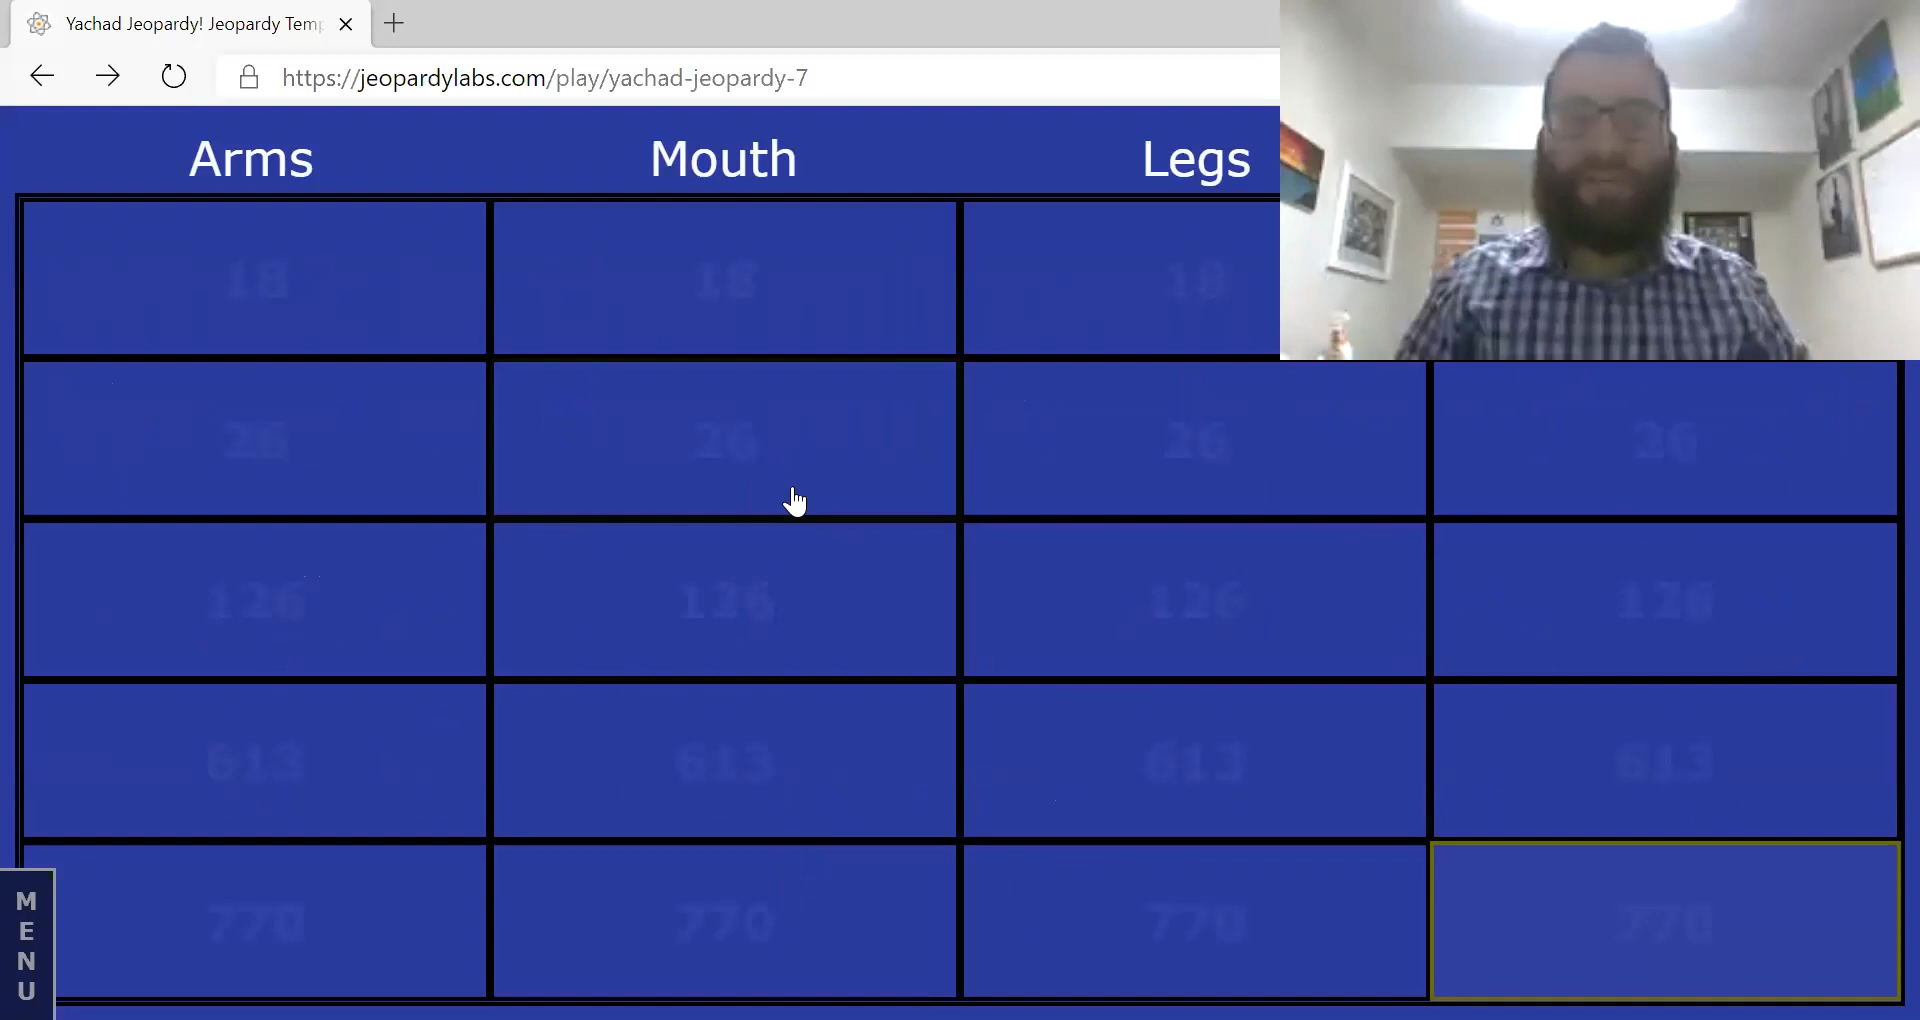 Yachad Jeopardy! Jeopardy Temp
https://jeopardylabs.com/play/yachad-jeopardy-7
Arms Mouth Legs
18 18 18
26 26 26 26
126 126 126 126
613 613 613 613
770 770 770 770
MENU